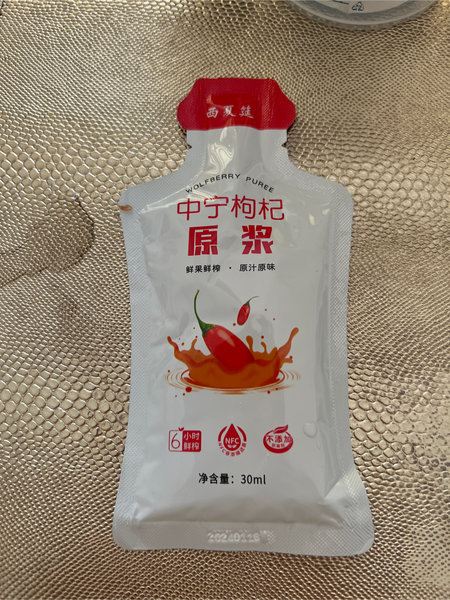 西夏筵
WOLFBERRY PUREE
中宁枸杞
原浆
鲜果鲜榨 · 原汁原味
6小时
鲜榨
NFC
不添加
净含量：30ml